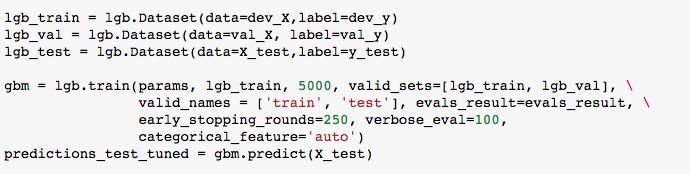 lgb_train = lgb.Dataset(data=dev_X,label=dev_y)
lgb_val = lgb.Dataset(data=val_X, label=val_y)
lgb_test = lgb.Dataset(data=X_test,label=y_test)
gbm = lgb.train(params, lgb_train, 5000, valid_sets=[lgb_train, lgb_val], \
valid_names = ['train', 'test'], evals_result=evals_result, \
early_stopping_rounds=250, verbose_eval=100,
categorical_feature='auto')
predictions_test_tuned = gbm.predict(X_test)